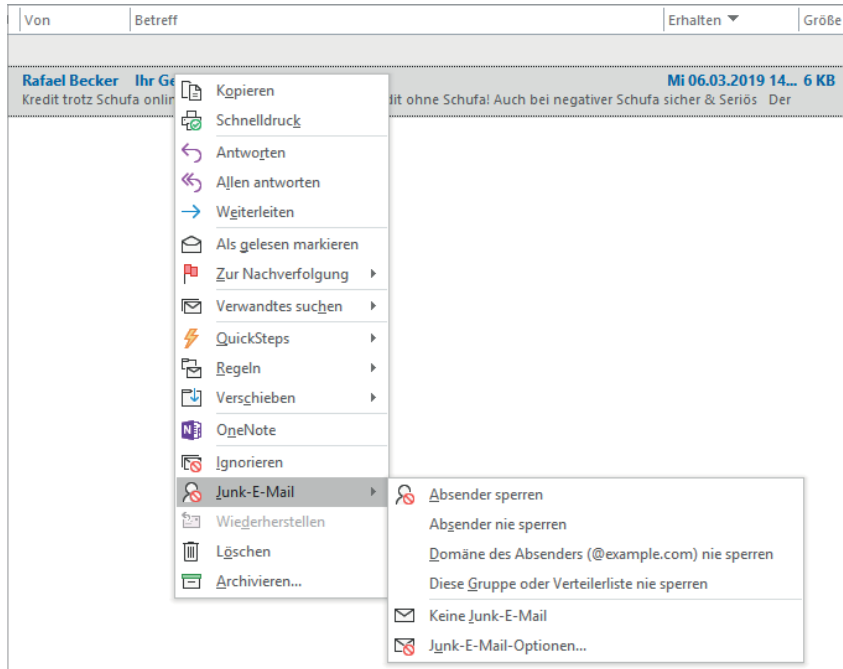 Von Betreff Erhalten Größe
Rafael Becker Ihr Ge Mi 06.03.2019 14... 6 KB
Kredit trotz Schufa onlin dit ohne Schufa! Auch bei negativer Schufa sicher & Seriös Der
Kopieren
Schnelldruck
Antworten
Allen antworten
Weiterleiten
Als gelesen markieren
Zur Nachverfolgung
Verwandtes suchen
QuickSteps
Regeln
Verschieben
OneNote
Ignorieren
Junk-E-Mail
Wiederherstellen
Löschen
Archivieren...
Absender sperren
Absender nie sperren
Domäne des Absenders (@example.com) nie sperren
Diese Gruppe oder Verteilerliste nie sperren
Keine Junk-E-Mail
Junk-E-Mail-Optionen...